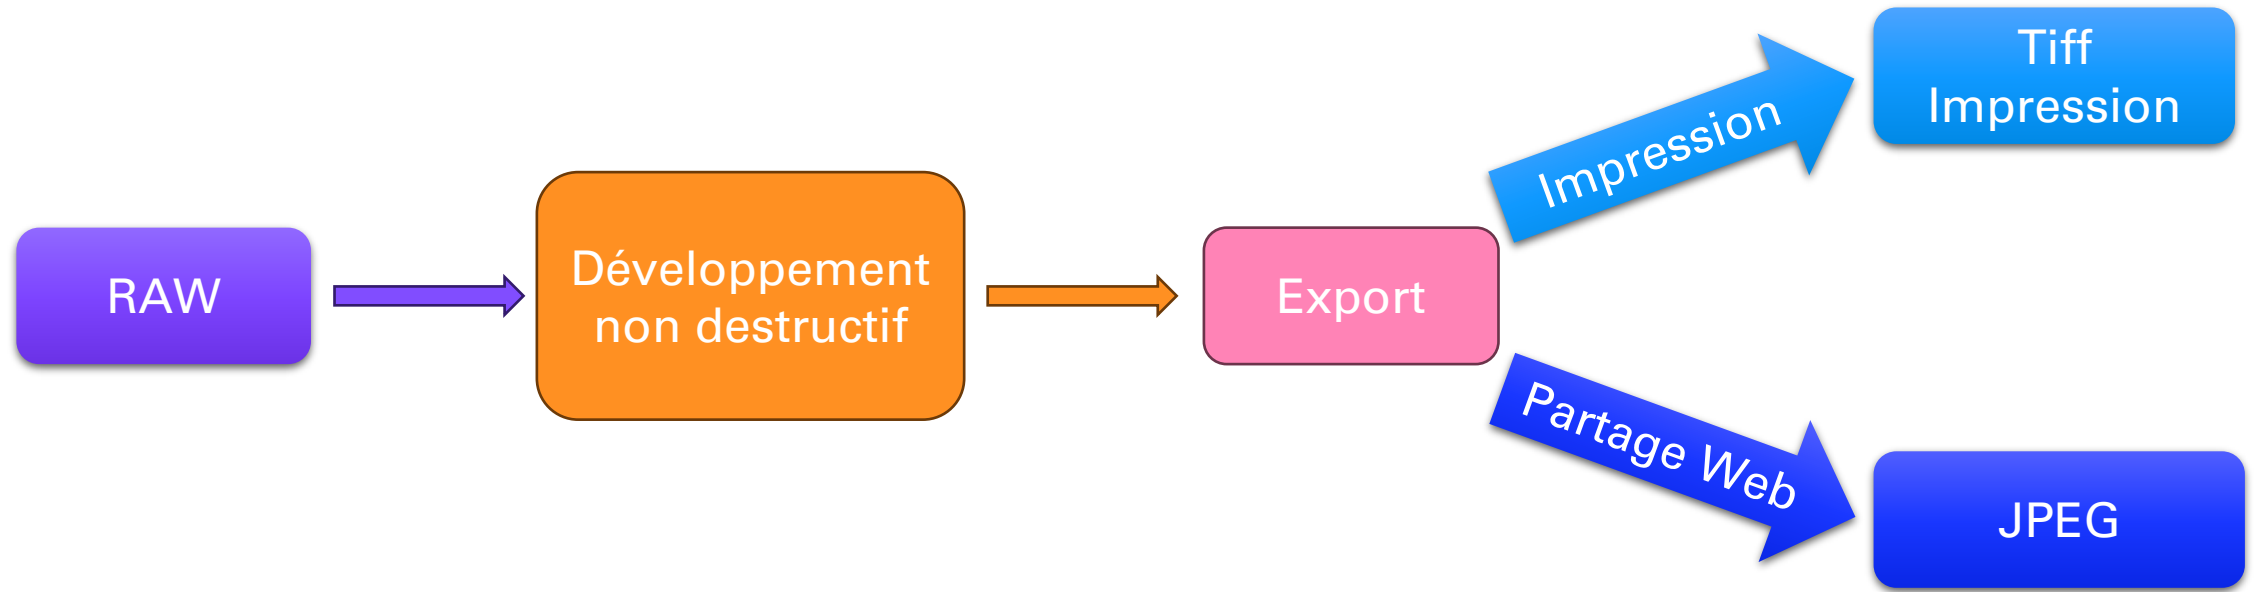 RAW
Développement
non destructif
Export
Impression
Tiff
Impression
Partage Web
JPEG